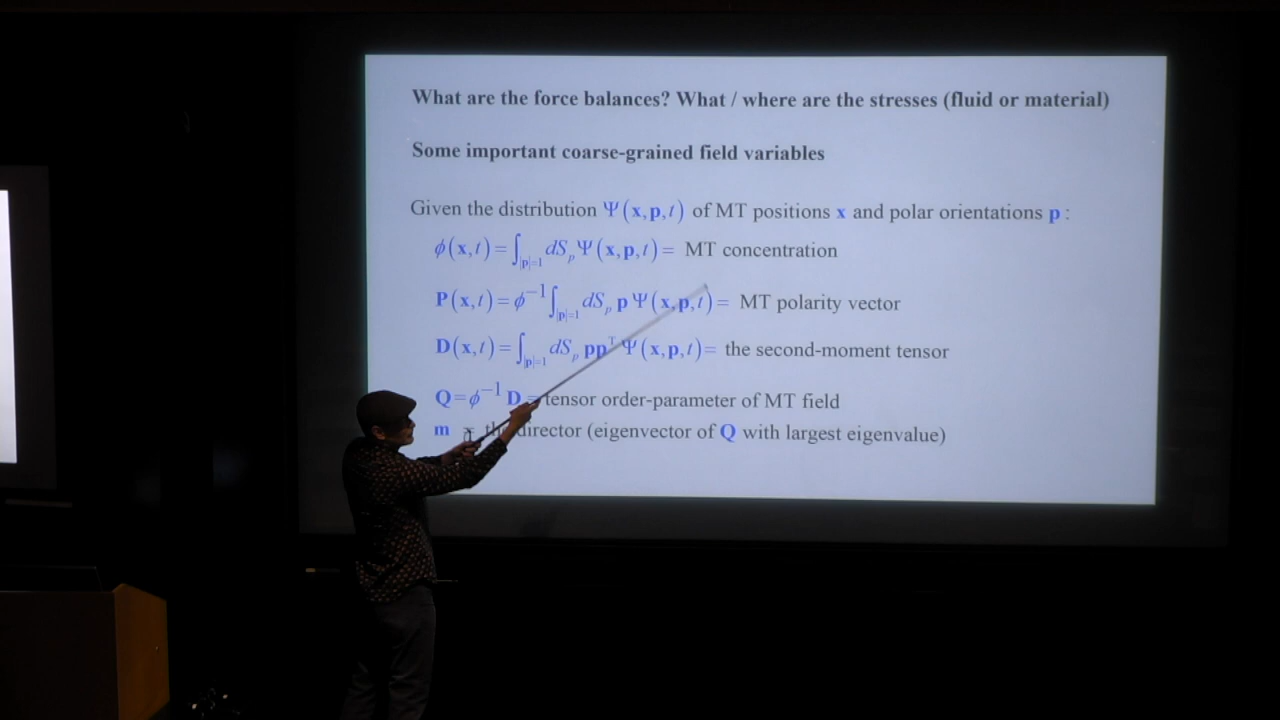 What are the force balances? What / where are the stresses (fluid or material)
Some important coarse-grained field variables
Given the distribution Ψ(x,p,t) of MT positions x and polar orientations p :
ϕ(x,t)=∫|p|=1 dSp Ψ(x,p,t)= MT concentration
P(x,t)=ϕ⁻¹∫|p|=1 dSp p Ψ(x,p,t)= MT polarity vector
D(x,t)=∫|p|=1 dSp ppᵀ Ψ(x,p,t)= the second-moment tensor
Q=ϕ⁻¹ D = tensor order-parameter of MT field
m = the director (eigenvector of Q with largest eigenvalue)